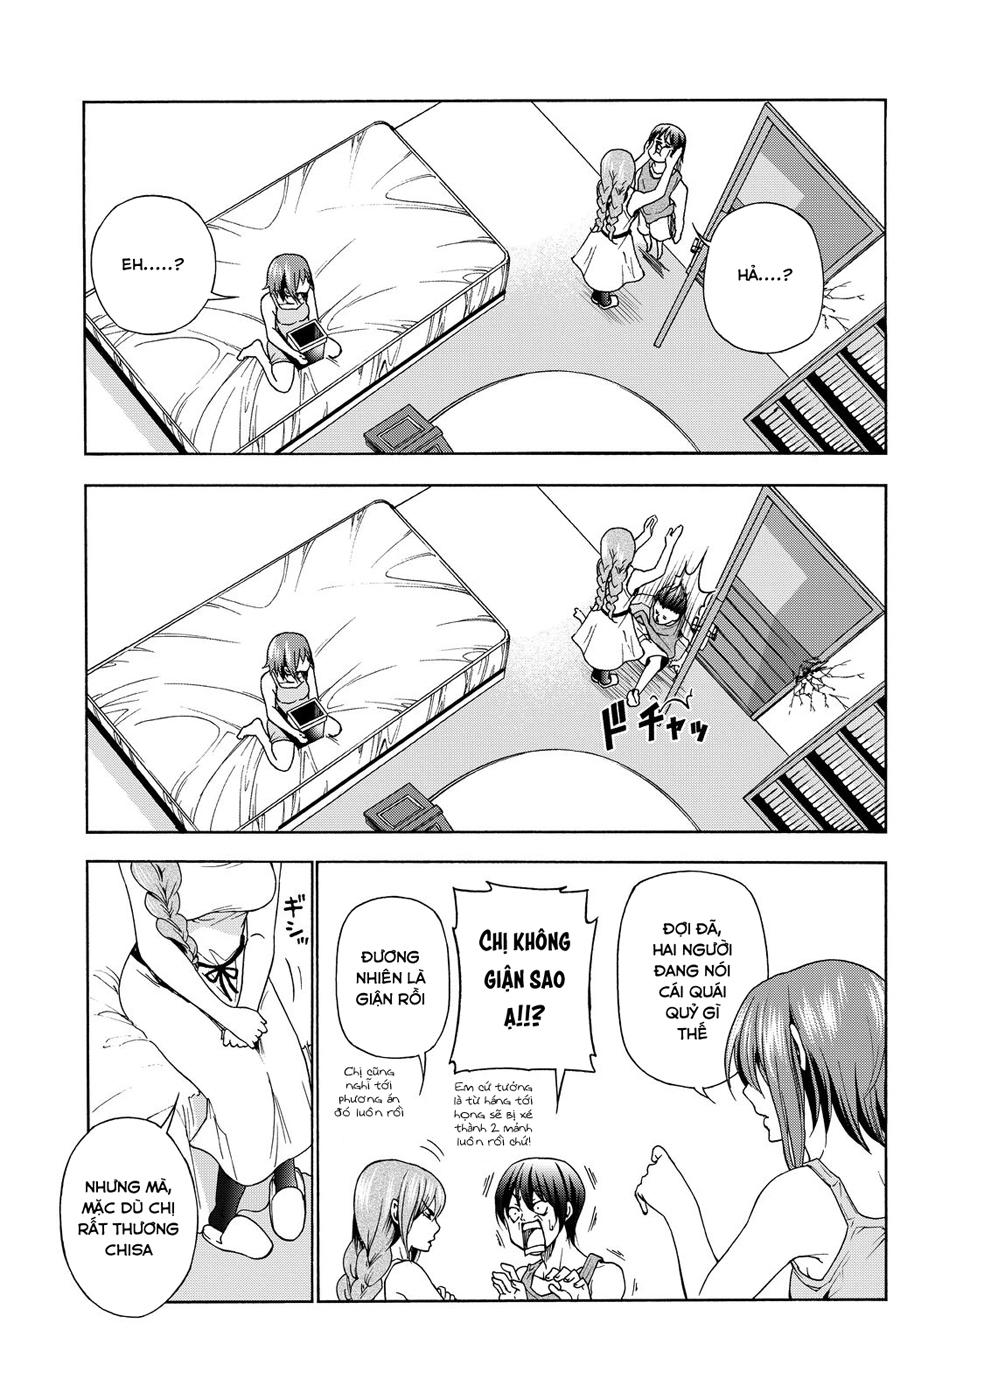 HẢ....?
EH.....?
ドチャッ
ĐỢI ĐÃ,
HAI NGƯỜI
ĐANG NÓI
CÁI QUÁI
QUỶ GÌ
THẾ
CHỊ KHÔNG
GIẬN SAO
Ạ!!?
Em cứ tưởng
là từ háng tới
họng sẽ bị xé
thành 2 mảnh
luôn rồi chứ!
ĐƯƠNG
NHIÊN LÀ
GIẬN RỒI
Chị cũng
nghĩ tới
phương án
đó luôn rồi
ギシッ
NHƯNG MÀ,
MẶC DÙ CHỊ
RẤT THƯƠNG
CHISA